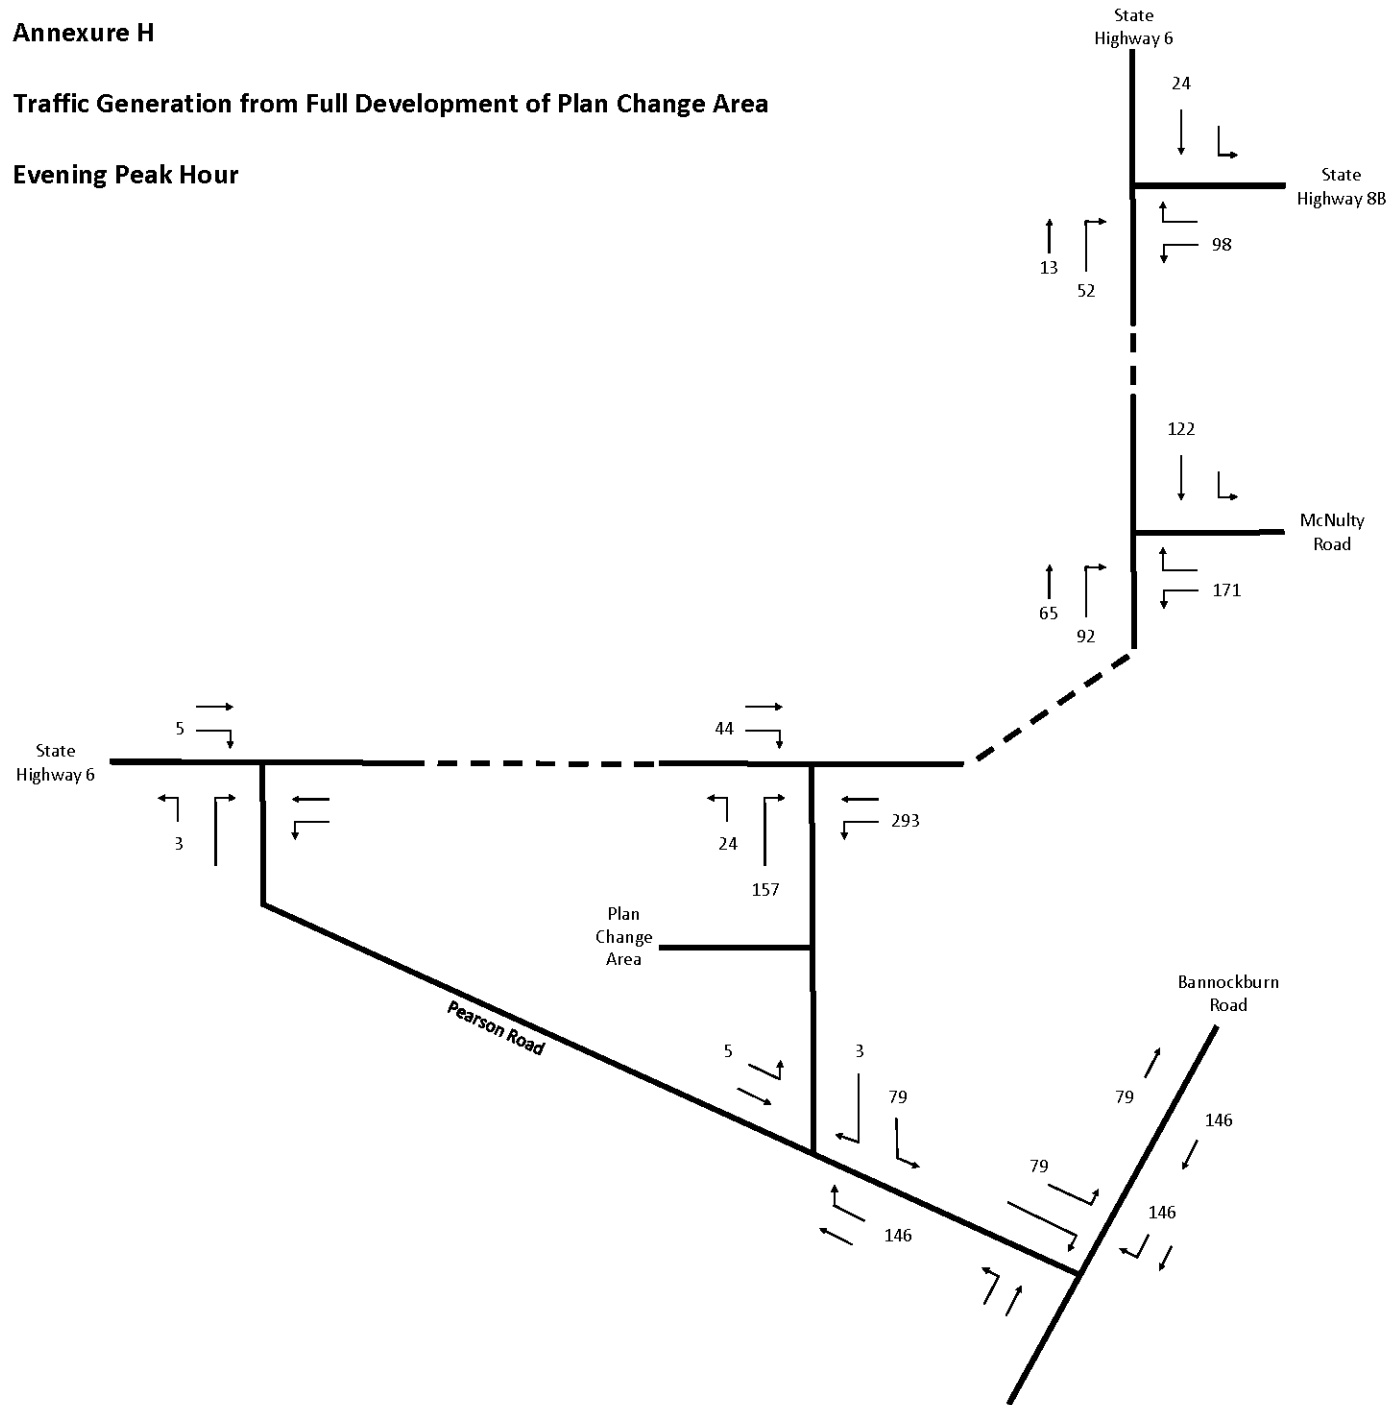 Annexure H
State
Highway 6
Traffic Generation from Full Development of Plan Change Area
24
Evening Peak Hour
State
Highway 8B
98
13
52
122
McNulty
Road
171
65
92
5
44
State
Highway 6
293
3
24
157
Plan
Change
Area
Bannockburn
Road
Pearson Road
5
3
79
79
146
79
146
146